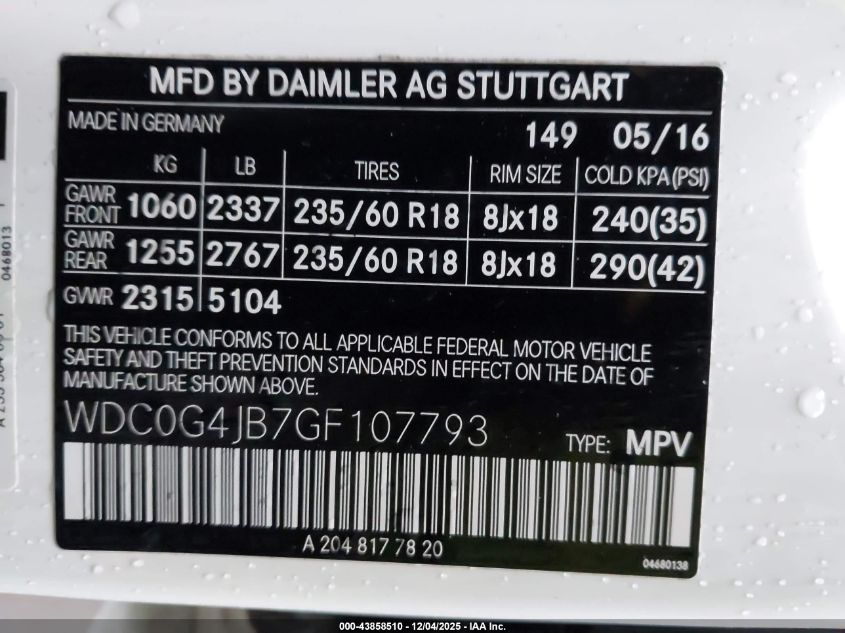 MFD BY DAIMLER AG STUTTGART
MADE IN GERMANY 149 05/16
KG LB TIRES RIM SIZE COLD KPA(PSI)
GAWR FRONT 1060 2337 235/60 R18 8Jx18 240(35)
GAWR REAR 1255 2767 235/60 R18 8Jx18 290(42)
GVWR 2315 5104
THIS VEHICLE CONFORMS TO ALL APPLICABLE FEDERAL MOTOR VEHICLE
SAFETY AND THEFT PREVENTION STANDARDS IN EFFECT ON THE DATE OF
MANUFACTURE SHOWN ABOVE.
WDC0G4JB7GF107793 TYPE: MPV
A 204 817 78 20
04680138
0468013
000-43858510 - 12/04/2025 - IAA Inc.